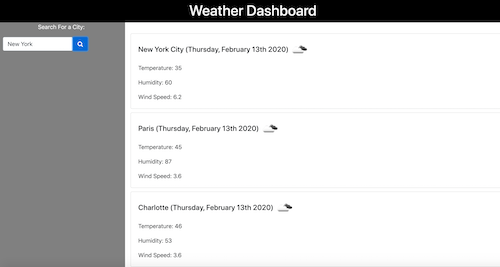 Weather Dashboard
Search For a City:
New York
New York City (Thursday, February 13th 2020)
Temperature: 35
Humidity: 60
Wind Speed: 6.2
Paris (Thursday, February 13th 2020)
Temperature: 45
Humidity: 87
Wind Speed: 3.6
Charlotte (Thursday, February 13th 2020)
Temperature: 46
Humidity: 53
Wind Speed: 3.6